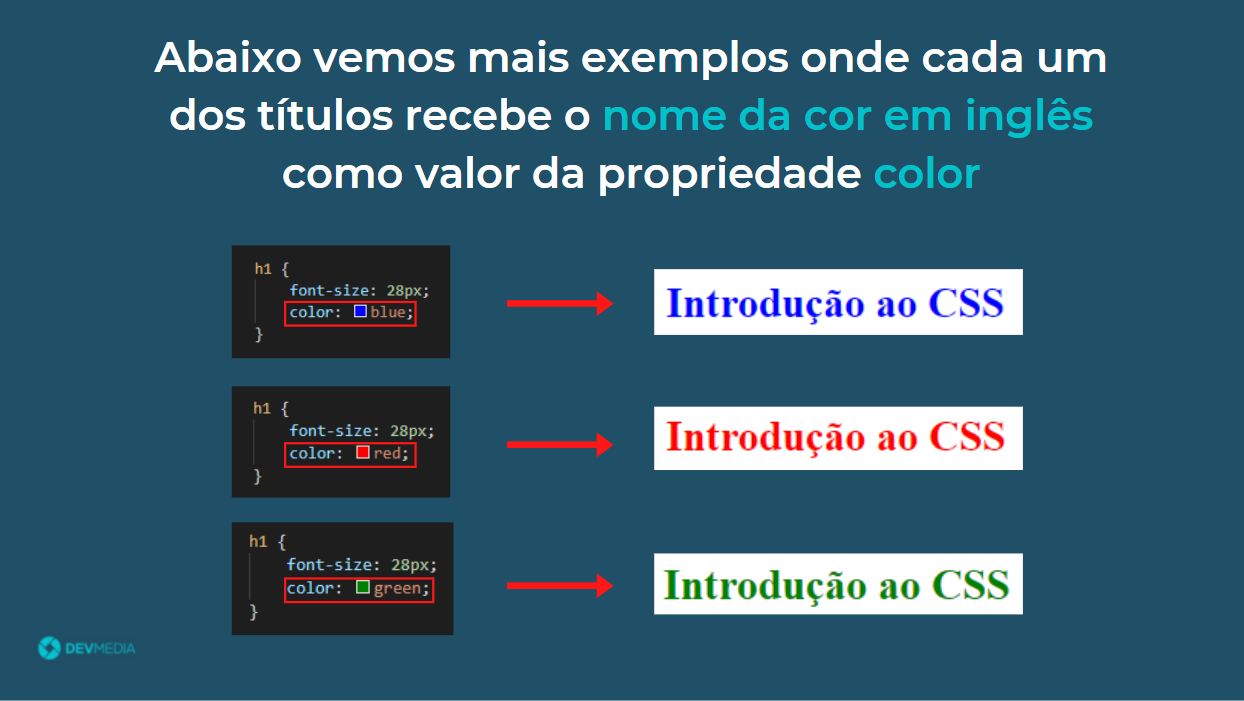 Abaixo vemos mais exemplos onde cada um
dos títulos recebe o nome da cor em inglês
como valor da propriedade color
h1 {
font-size: 28px;
color: blue;
}
Introdução ao CSS
h1 {
font-size: 28px;
color: red;
}
Introdução ao CSS
h1 {
font-size: 28px;
color: green;
}
Introdução ao CSS
DEVMEDIA